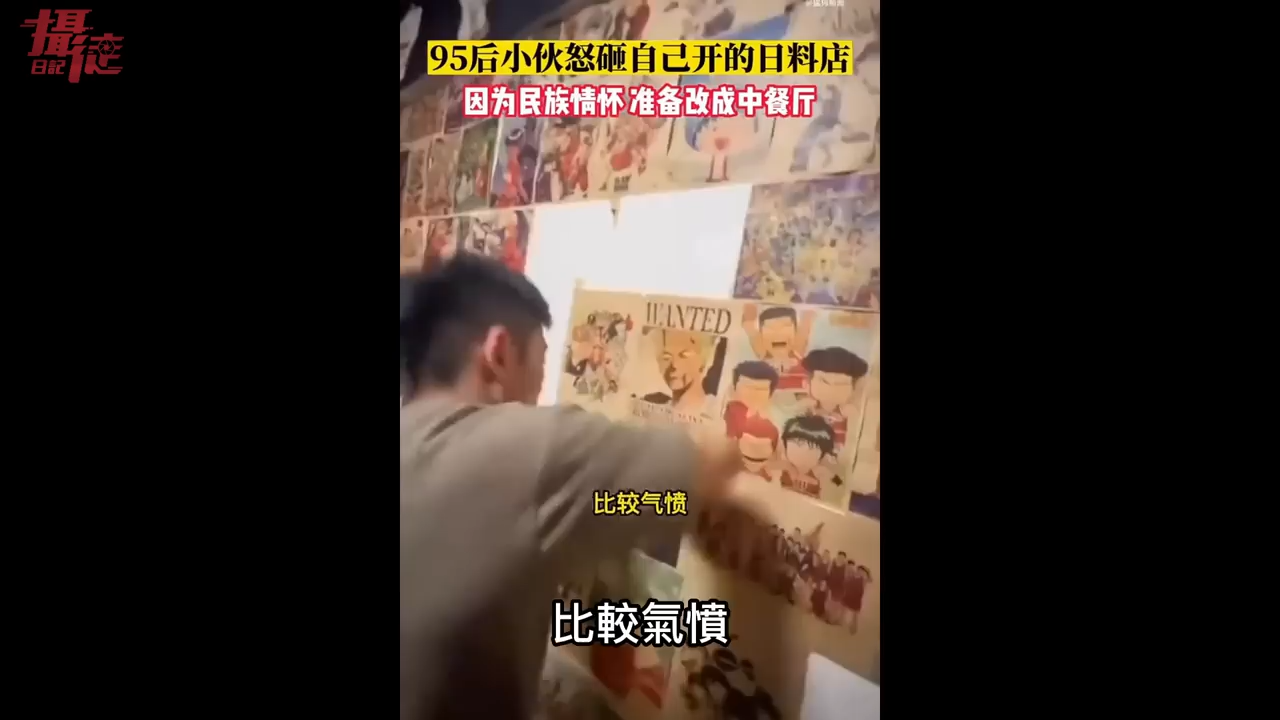 攝徒
日記
95后小伙怒砸自己开的日料店
因为民族情怀 准备改成中餐厅
WANTED
比较气愤
比較氣憤